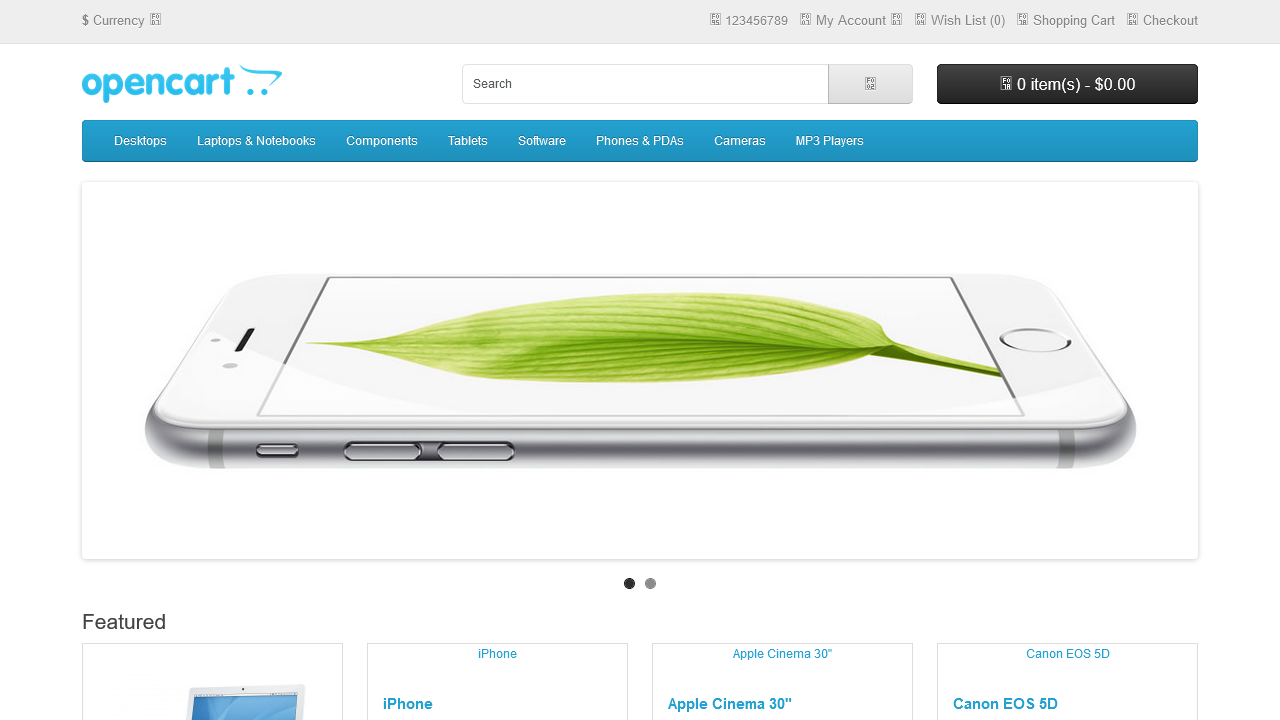 $ Currency
123456789 My Account Wish List (0) Shopping Cart Checkout
opencart
Search
0 item(s) - $0.00
Desktops Laptops & Notebooks Components Tablets Software Phones & PDAs Cameras MP3 Players
Featured
iPhone
Apple Cinema 30"
Canon EOS 5D
iPhone
Apple Cinema 30"
Canon EOS 5D